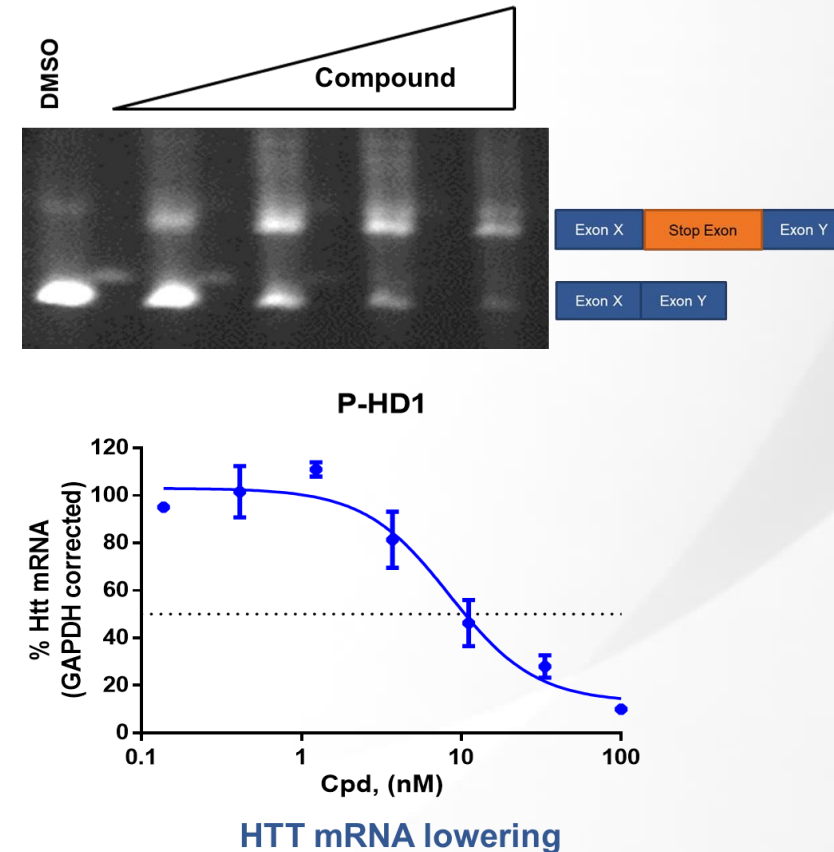 DMSO
Compound
Exon X Stop Exon Exon Y
Exon X Exon Y
P-HD1
% Htt mRNA
(GAPDH corrected)
120
100
80
60
40
20
0
0.1 1 10 100
Cpd, (nM)
HTT mRNA lowering